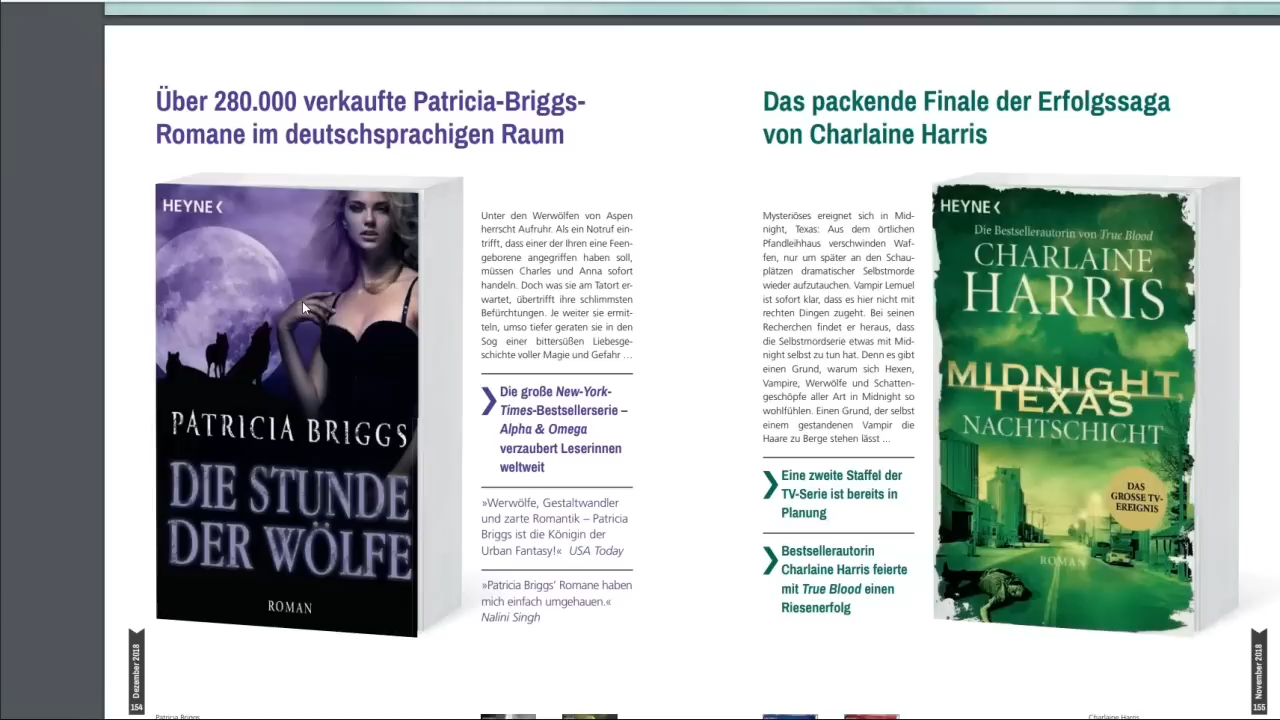 Über 280.000 verkaufte Patricia-Briggs-
Romane im deutschsprachigen Raum
HEYNE
PATRICIA BRIGGS
DIE STUNDE
DER WÖLFE
ROMAN
Unter den Werwölfen von Aspen
herrscht Aufruhr. Als ein Notruf ein-
trifft, dass einer der Ihren eine Feen-
geborene angegriffen haben soll,
müssen Charles und Anna sofort
handeln. Doch was sie am Tatort er-
wartet, übertrifft ihre schlimmsten
Befürchtungen. Je weiter sie ermit-
teln, umso tiefer geraten sie in den
Sog einer bittersüßen Liebesge-
schichte voller Magie und Gefahr …
Die große New-York-
Times-Bestsellerserie –
Alpha & Omega
verzaubert Leserinnen
weltweit
»Werwölfe, Gestaltwandler
und zarte Romantik – Patricia
Briggs ist die Königin der
Urban Fantasy!« USA Today
»Patricia Briggs’ Romane haben
mich einfach umgehauen.«
Nalini Singh
Dezember 2018
154
Patricia Briggs
Das packende Finale der Erfolgssaga
von Charlaine Harris
Mysteriöses ereignet sich in Mid-
night, Texas: Aus dem örtlichen
Pfandleihhaus verschwinden Waf-
fen, nur um später an den Schau-
plätzen dramatischer Selbstmorde
wieder aufzutauchen. Vampir Lemuel
ist sofort klar, dass es hier nicht mit
rechten Dingen zugeht. Bei seinen
Recherchen findet er heraus, dass
die Selbstmordserie etwas mit Mid-
night selbst zu tun hat. Denn es gibt
einen Grund, warum sich Hexen,
Vampire, Werwölfe und Schatten-
geschöpfe aller Art in Midnight so
wohlfühlen. Einen Grund, der selbst
einem gestandenen Vampir die
Haare zu Berge stehen lässt …
Eine zweite Staffel der
TV-Serie ist bereits in
Planung
Bestsellerautorin
Charlaine Harris feierte
mit True Blood einen
Riesenerfolg
HEYNE
Die Bestsellerautorin von True Blood
CHARLAINE
HARRIS
MIDNIGHT,
TEXAS
NACHTSCHICHT
DAS
GROSSE TV-
EREIGNIS
ROMAN
November 2018
155
Charlaine Harris